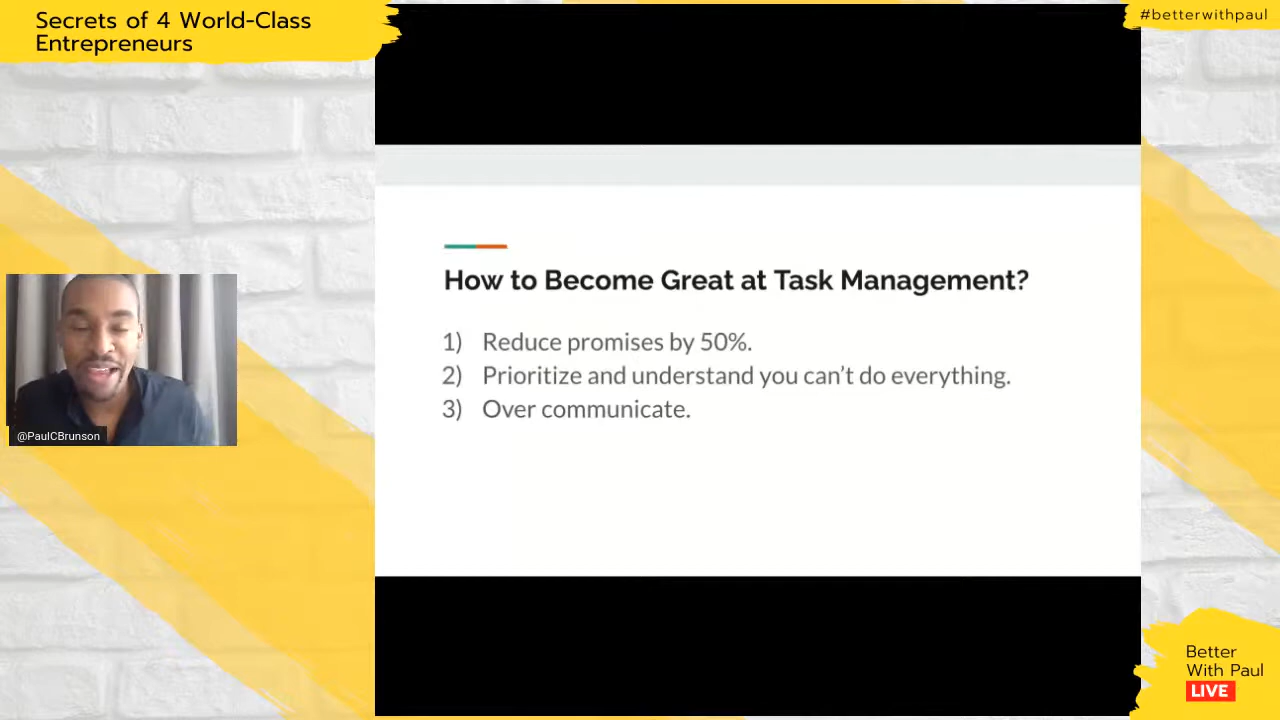 Secrets of 4 World-Class
Entrepreneurs
#betterwithpaul
How to Become Great at Task Management?
1) Reduce promises by 50%.
2) Prioritize and understand you can't do everything.
3) Over communicate.
@PaulCBrunson
Better
With Paul
LIVE